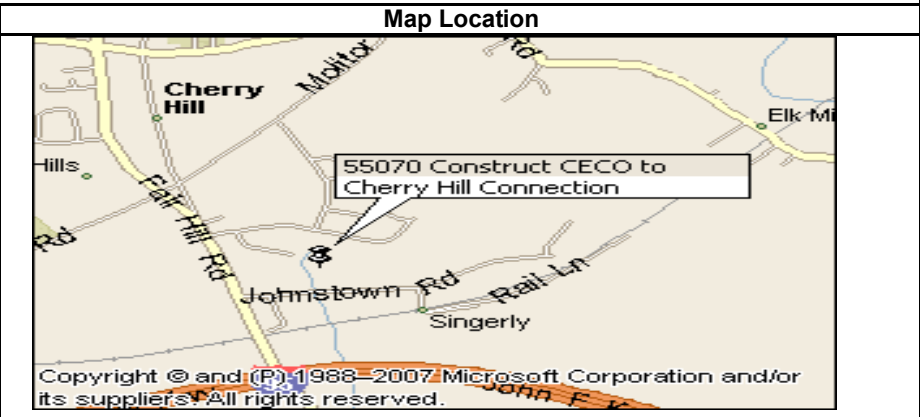 Map Location
Rd
Molitor
Cherry
Hill
Elk Mi
Hills
55070 Construct CECO to
Cherry Hill Connection
Fair Hill Rd
Rd
Johnstown Rd
Rail Ln
Singerly
Copyright © and (P) 1988–2007 Microsoft Corporation and/or
its suppliers. All rights reserved.
John F K